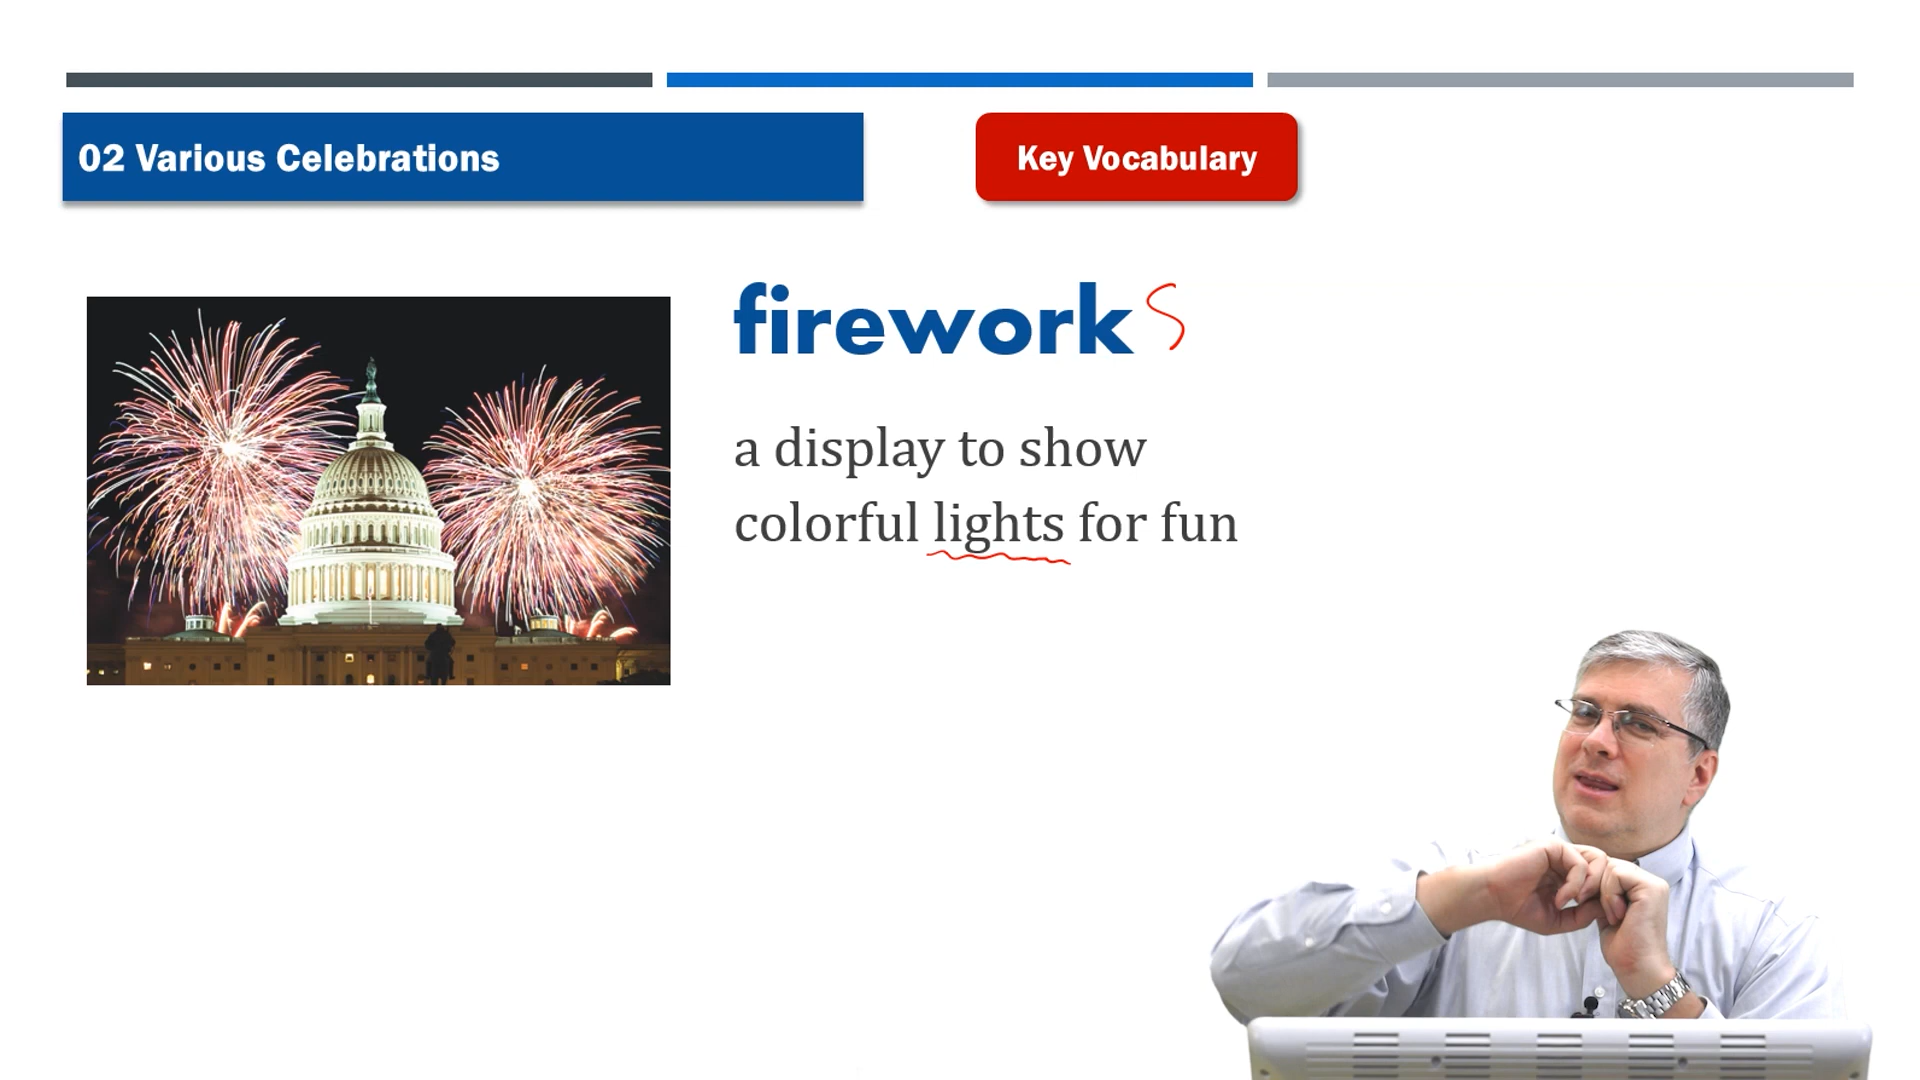 02 Various Celebrations
Key Vocabulary
fireworkS
a display to show
colorful lights for fun